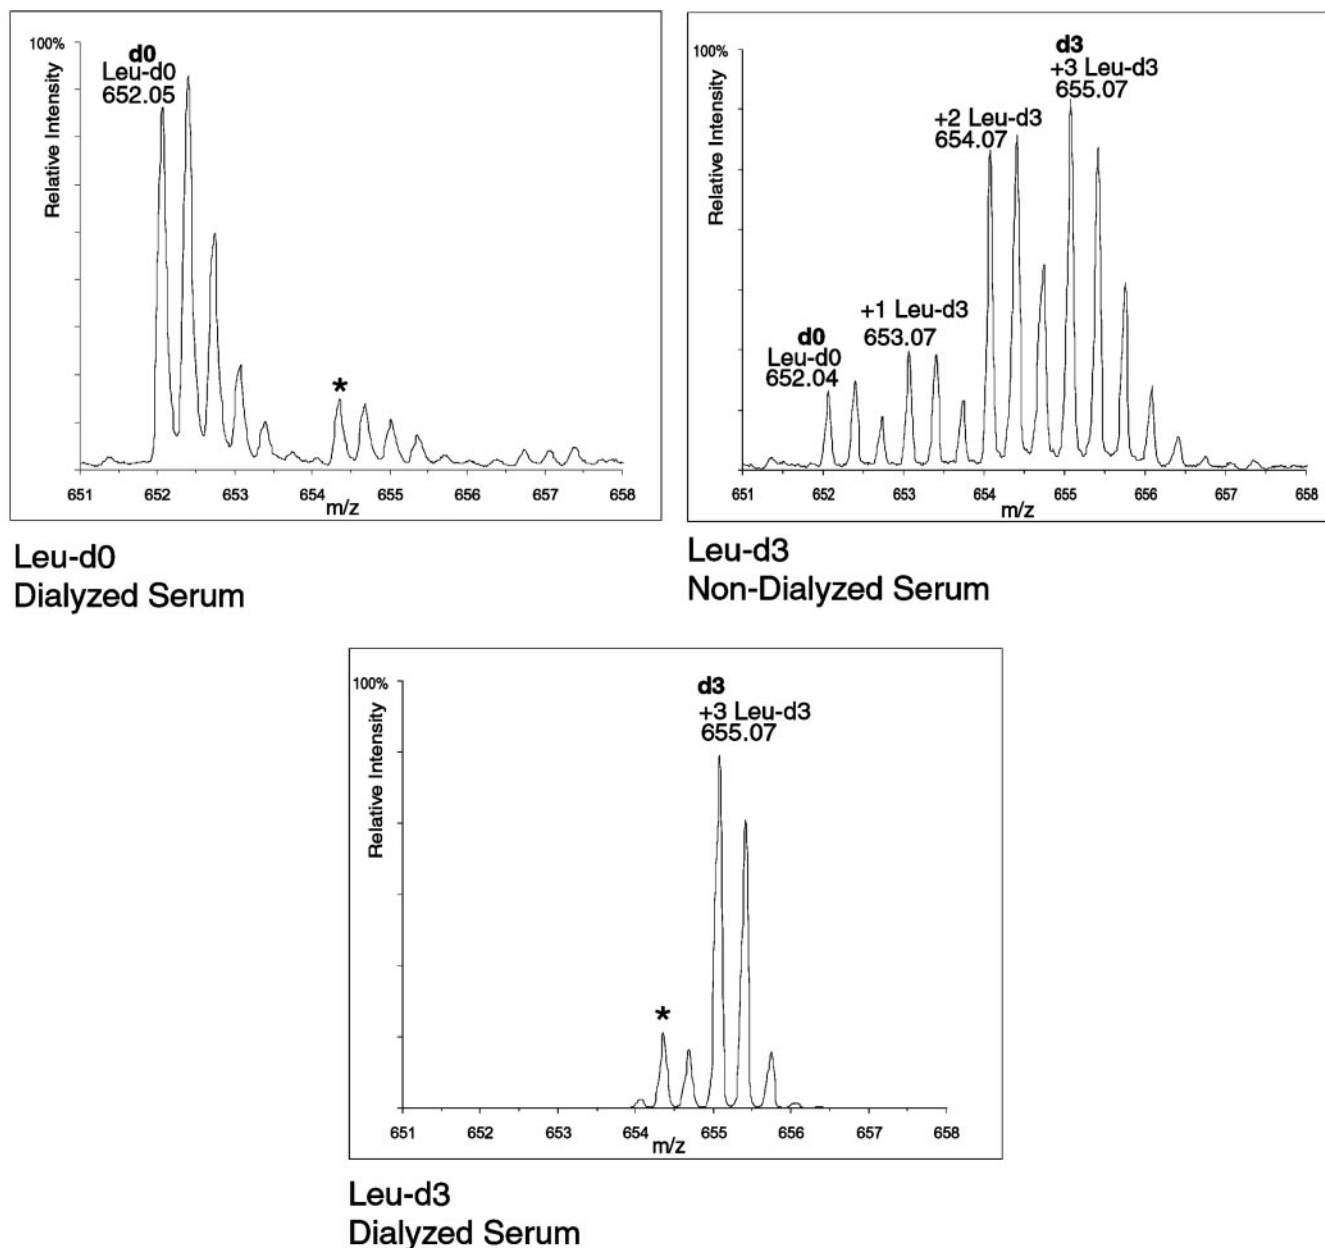 100%
Relative Intensity
d0
Leu-d0
652.05
*
651 652 653 654 655 656 657 658
m/z
Leu-d0
Dialyzed Serum
100%
Relative Intensity
d0
Leu-d0
652.04
+1 Leu-d3
653.07
+2 Leu-d3
654.07
d3
+3 Leu-d3
655.07
651 652 653 654 655 656 657 658
m/z
Leu-d3
Non-Dialyzed Serum
100%
Relative Intensity
d3
+3 Leu-d3
655.07
*
651 652 653 654 655 656 657 658
m/z
Leu-d3
Dialyzed Serum